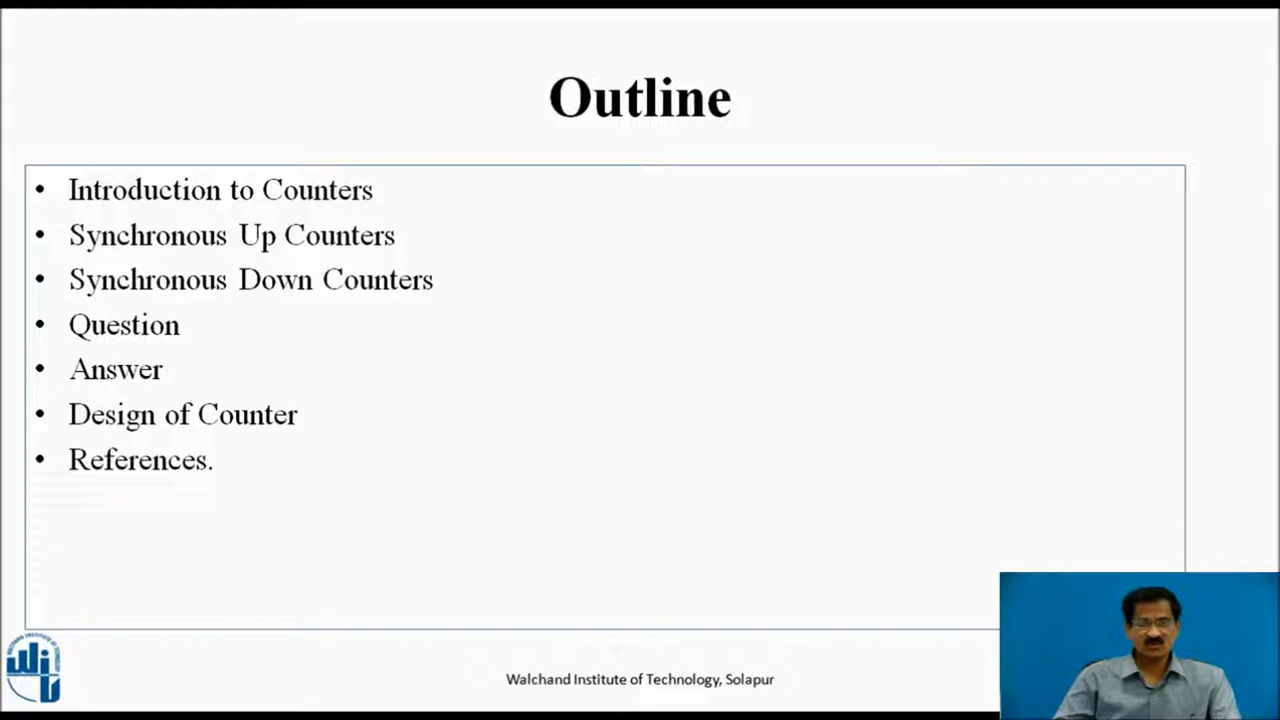 Outline
• Introduction to Counters
• Synchronous Up Counters
• Synchronous Down Counters
• Question
• Answer
• Design of Counter
• References.
Walchand Institute of Technology, Solapur